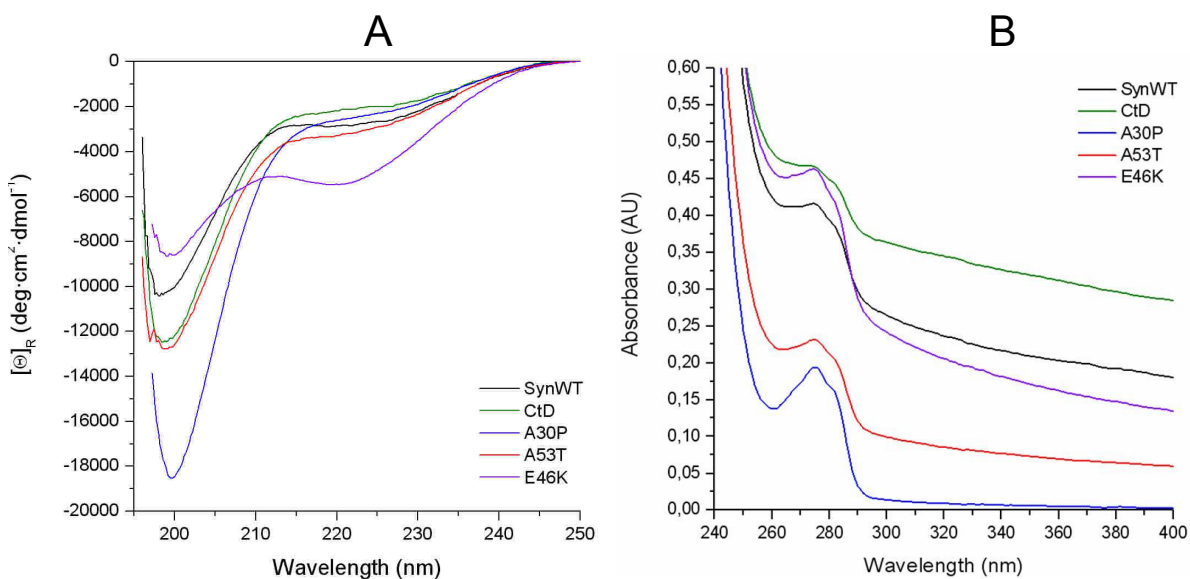 A
0
-2000
-4000
-6000
-8000
-10000
-12000
-14000
-16000
-18000
-20000
[Θ]R (deg·cm2·dmol-1)
SynWT
CtD
A30P
A53T
E46K
200 210 220 230 240 250
Wavelength (nm)
B
0,60
0,55
0,50
0,45
0,40
0,35
0,30
0,25
0,20
0,15
0,10
0,05
0,00
Absorbance (AU)
SynWT
CtD
A30P
A53T
E46K
240 260 280 300 320 340 360 380 400
Wavelength (nm)